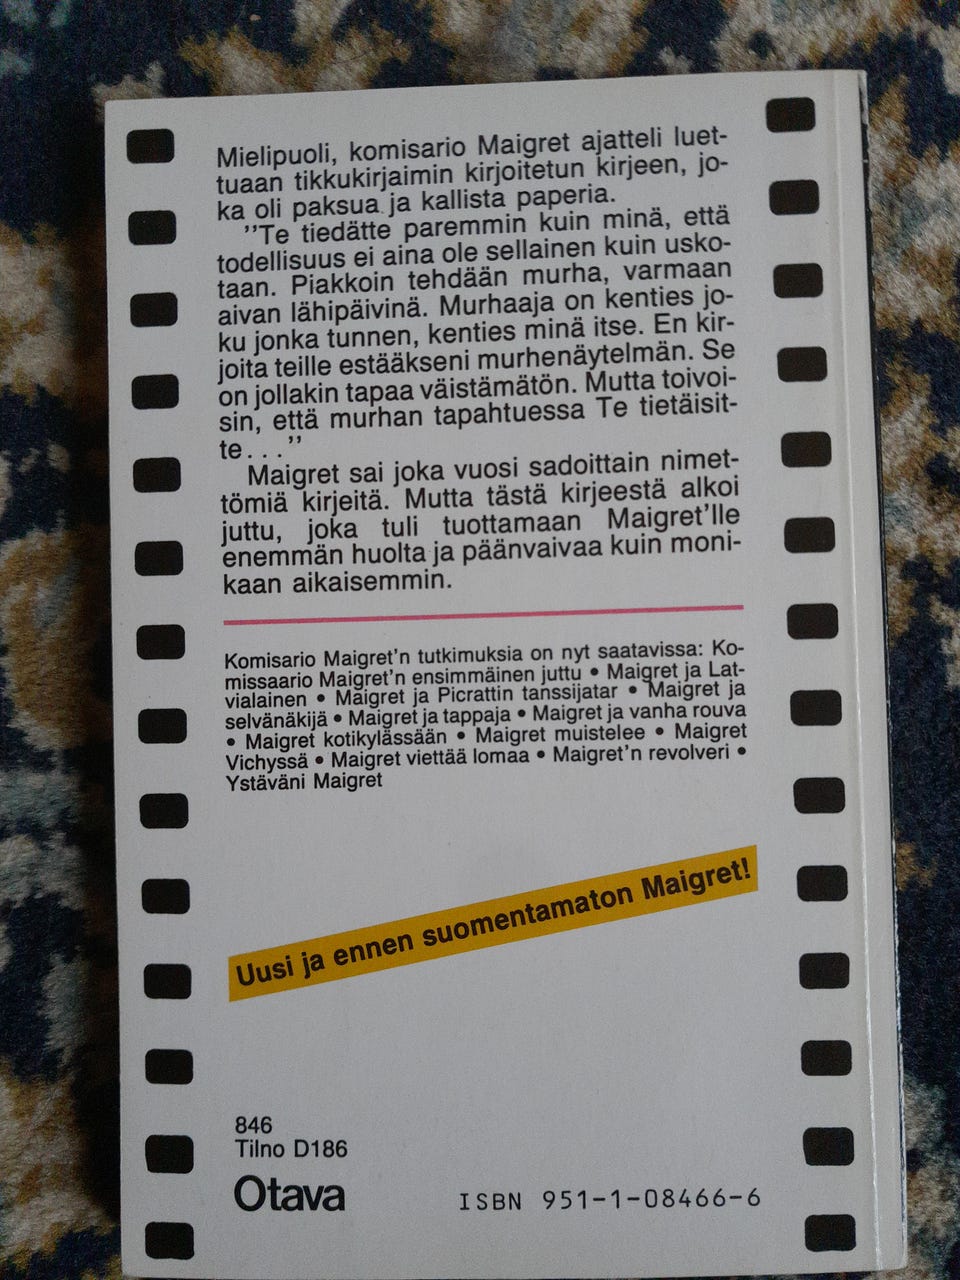 Mielipuoli, komisario Maigret ajatteli luet-
tuaan tikkukirjaimin kirjoitetun kirjeen, jo-
ka oli paksua ja kallista paperia.
"Te tiedätte paremmin kuin minä, että
todellisuus ei aina ole sellainen kuin usko-
taan. Piakkoin tehdään murha, varmaan
aivan lähipäivinä. Murhaaja on kenties jo-
ku jonka tunnen, kenties minä itse. En kir-
joita teille estääkseni murhenäytelmän. Se
on jollakin tapaa väistämätön. Mutta toivoi-
sin, että murhan tapahtuessa Te tietäisit-
te..."
Maigret sai joka vuosi sadoittain nimet-
tömiä kirjeitä. Mutta tästä kirjeestä alkoi
juttu, joka tuli tuottamaan Maigret'lle
enemmän huolta ja päänvaivaa kuin moni-
kaan aikaisemmin.
Komisario Maigret'n tutkimuksia on nyt saatavissa: Ko-
missaario Maigret'n ensimmäinen juttu • Maigret ja Lat-
vialainen • Maigret ja Picrattin tanssijatar • Maigret ja
selvänäkijä • Maigret ja tappaja • Maigret ja vanha rouva
• Maigret kotikylässään • Maigret muistelee • Maigret
Vichyssä • Maigret viettää lomaa • Maigret'n revolveri •
Ystäväni Maigret
Uusi ja ennen suomentamaton Maigret!
846
Tilno D186
Otava
ISBN 951-1-08466-6